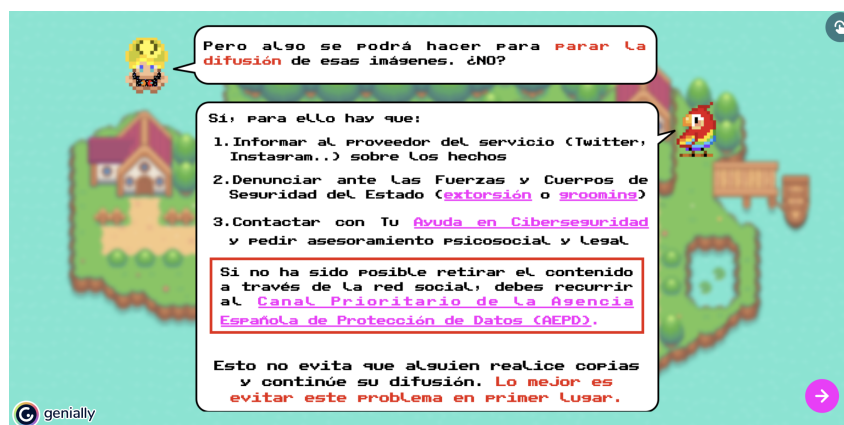 Pero algo se podrá hacer para parar la
difusión de esas imágenes. ¿NO?
Sí, para ello hay que:
1.Informar al proveedor del servicio (Twitter,
Instagram..) sobre los hechos
2.Denunciar ante las Fuerzas y Cuerpos de
Seguridad del Estado (extorsión o grooming)
3.Contactar con Tu Ayuda en Ciberseguridad
y pedir asesoramiento psicosocial y legal
Si no ha sido posible retirar el contenido
a través de la red social, debes recurrir
al Canal Prioritario de la Agencia
Española de Protección de Datos (AEPD).
Esto no evita que alguien realice copias
y continúe su difusión. Lo mejor es
evitar este problema en primer lugar.
genially